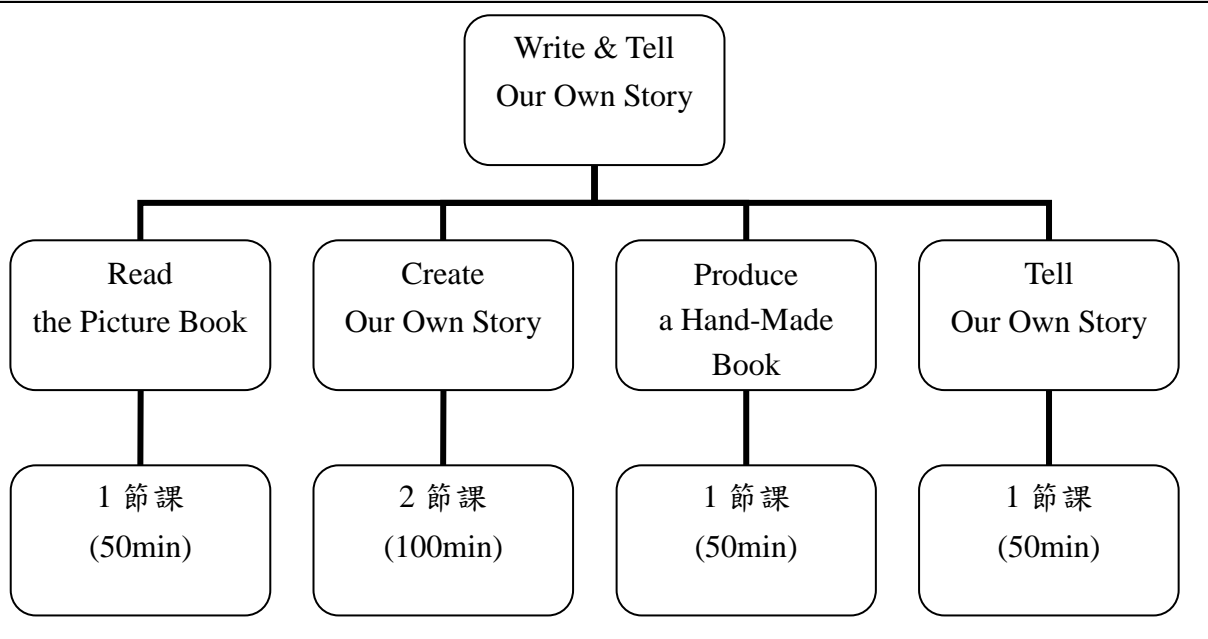 Write & Tell
Our Own Story
Read
the Picture Book
Create
Our Own Story
Produce
a Hand-Made
Book
Tell
Our Own Story
1 節課
(50min)
2 節課
(100min)
1 節課
(50min)
1 節課
(50min)